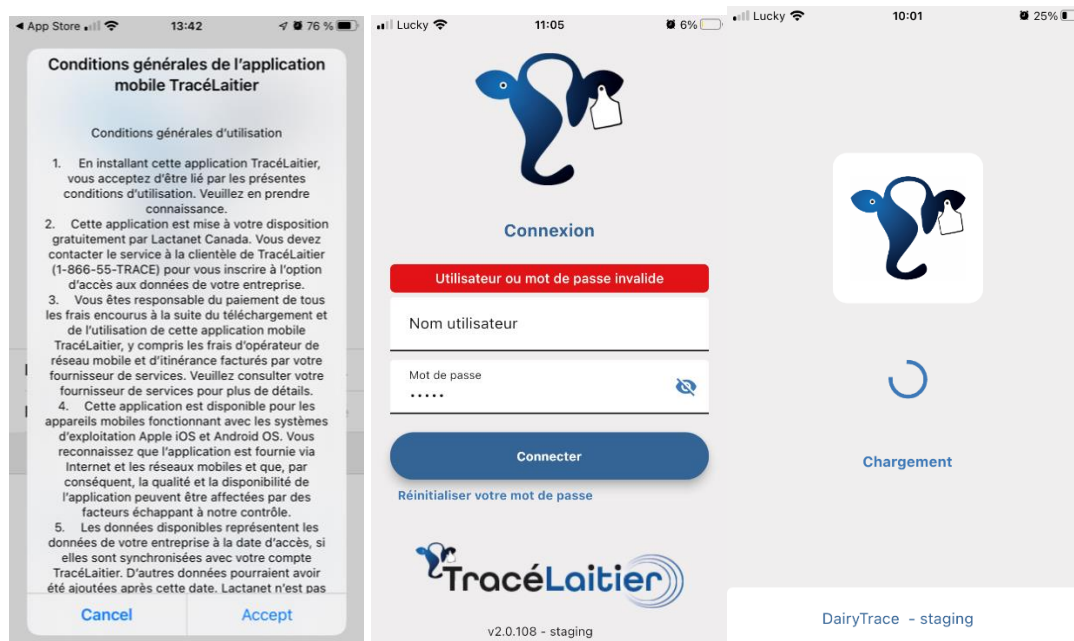 App Store
13:42
76 %
Conditions générales de l'application
mobile TracéLaitier
Conditions générales d'utilisation
1. En installant cette application TracéLaitier,
vous acceptez d'être lié par les présentes
conditions d'utilisation. Veuillez en prendre
connaissance.
2. Cette application est mise à votre disposition
gratuitement par Lactanet Canada. Vous devez
contacter le service à la clientèle de TracéLaitier
(1-866-55-TRACE) pour vous inscrire à l'option
d'accès aux données de votre entreprise.
3. Vous êtes responsable du paiement de tous
les frais encourus à la suite du téléchargement et
de l'utilisation de cette application mobile
TracéLaitier, y compris les frais d'opérateur de
réseau mobile et d'itinérance facturés par votre
fournisseur de services. Veuillez consulter votre
fournisseur de services pour plus de détails.
4. Cette application est disponible pour les
appareils mobiles fonctionnant avec les systèmes
d'exploitation Apple iOS et Android OS. Vous
reconnaissez que l'application est fournie via
Internet et les réseaux mobiles et que, par
conséquent, la qualité et la disponibilité de
l'application peuvent être affectées par des
facteurs échappant à notre contrôle.
5. Les données disponibles représentent les
données de votre entreprise à la date d'accès, si
elles sont synchronisées avec votre compte
TracéLaitier. D'autres données pourraient avoir
été ajoutées après cette date. Lactanet n'est pas
Cancel
Accept
Lucky
11:05
6%
Connexion
Utilisateur ou mot de passe invalide
Nom utilisateur
Mot de passe
Connecter
Réinitialiser votre mot de passe
TracéLaitier
v2.0.108 - staging
Lucky
10:01
25%
Chargement
DairyTrace - staging